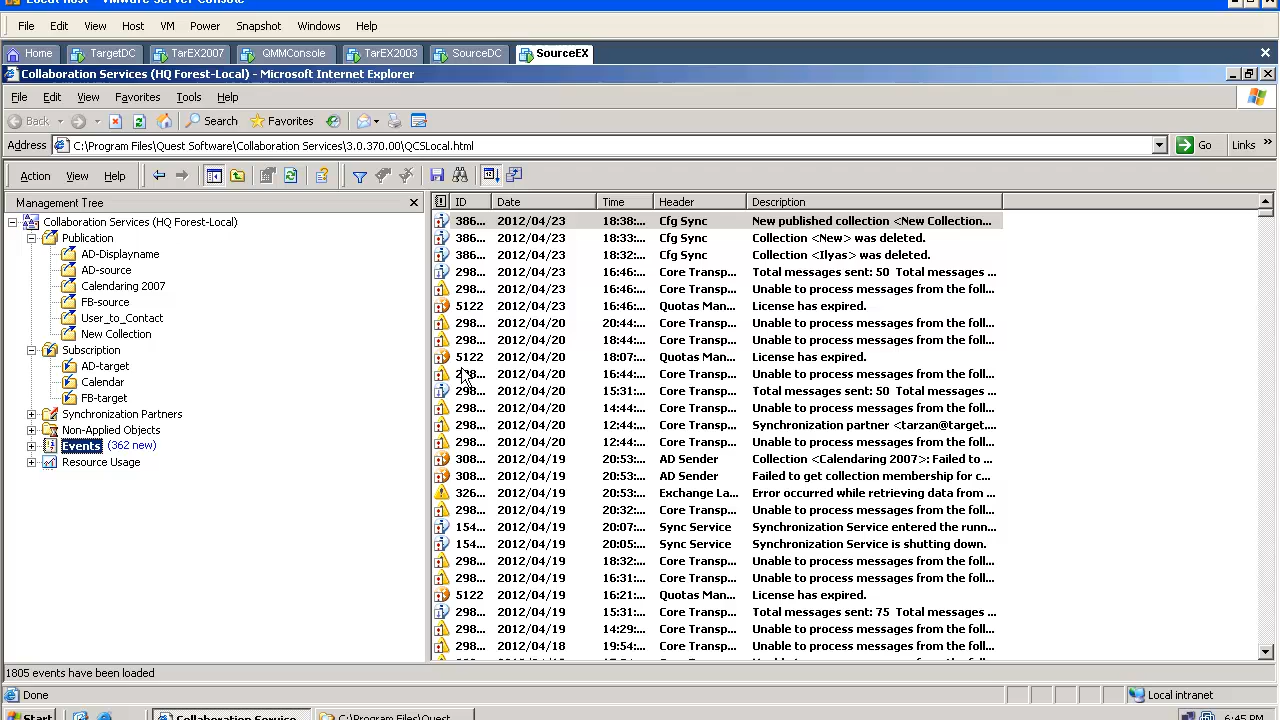 Local host - VMware Server Console
File Edit View Host VM Power Snapshot Windows Help
Home TargetDC TarEX2007 QMMConsole TarEX2003 SourceDC SourceEX
Collaboration Services (HQ Forest-Local) - Microsoft Internet Explorer
File Edit View Favorites Tools Help
Back Search Favorites
Address C:\Program Files\Quest Software\Collaboration Services\3.0.370.00\QCSLocal.html Go Links »
Action View Help
Management Tree
Collaboration Services (HQ Forest-Local)
Publication
AD-Displayname
AD-source
Calendaring 2007
FB-source
User_to_Contact
New Collection
Subscription
AD-target
Calendar
FB-target
Synchronization Partners
Non-Applied Objects
Events (362 new)
Resource Usage
ID Date Time Header Description
386... 2012/04/23 18:38:... Cfg Sync New published collection <New Collection...
386... 2012/04/23 18:33:... Cfg Sync Collection <New> was deleted.
386... 2012/04/23 18:32:... Cfg Sync Collection <Ilyas> was deleted.
298... 2012/04/23 16:46:... Core Transp... Total messages sent: 50 Total messages ...
298... 2012/04/23 16:46:... Core Transp... Unable to process messages from the foll...
5122 2012/04/23 16:46:... Quotas Man... License has expired.
298... 2012/04/20 20:44:... Core Transp... Unable to process messages from the foll...
298... 2012/04/20 18:44:... Core Transp... Unable to process messages from the foll...
5122 2012/04/20 18:07:... Quotas Man... License has expired.
298... 2012/04/20 16:44:... Core Transp... Unable to process messages from the foll...
298... 2012/04/20 15:31:... Core Transp... Total messages sent: 50 Total messages ...
298... 2012/04/20 14:44:... Core Transp... Unable to process messages from the foll...
298... 2012/04/20 12:44:... Core Transp... Synchronization partner <tarzan@target....
298... 2012/04/20 12:44:... Core Transp... Unable to process messages from the foll...
308... 2012/04/19 20:53:... AD Sender Collection <Calendaring 2007>: Failed to ...
308... 2012/04/19 20:53:... AD Sender Failed to get collection membership for c...
326... 2012/04/19 20:53:... Exchange La... Error occurred while retrieving data from ...
298... 2012/04/19 20:32:... Core Transp... Unable to process messages from the foll...
154... 2012/04/19 20:07:... Sync Service Synchronization Service entered the runn...
154... 2012/04/19 20:05:... Sync Service Synchronization Service is shutting down.
298... 2012/04/19 18:32:... Core Transp... Unable to process messages from the foll...
298... 2012/04/19 16:31:... Core Transp... Unable to process messages from the foll...
5122 2012/04/19 16:21:... Quotas Man... License has expired.
298... 2012/04/19 15:31:... Core Transp... Total messages sent: 75 Total messages ...
298... 2012/04/19 14:29:... Core Transp... Unable to process messages from the foll...
298... 2012/04/18 19:54:... Core Transp... Unable to process messages from the foll...
1805 events have been loaded
Done Local intranet
Start Collaboration Service C:\Program Files\Quest 6:45 PM